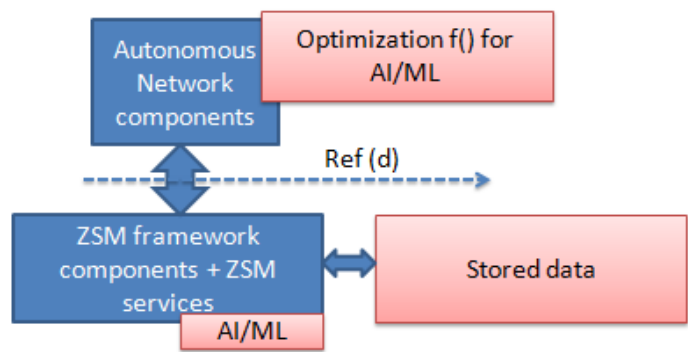 Autonomous
Network
components
Optimization f() for
AI/ML
Ref (d)
ZSM framework
components + ZSM
services
AI/ML
Stored data